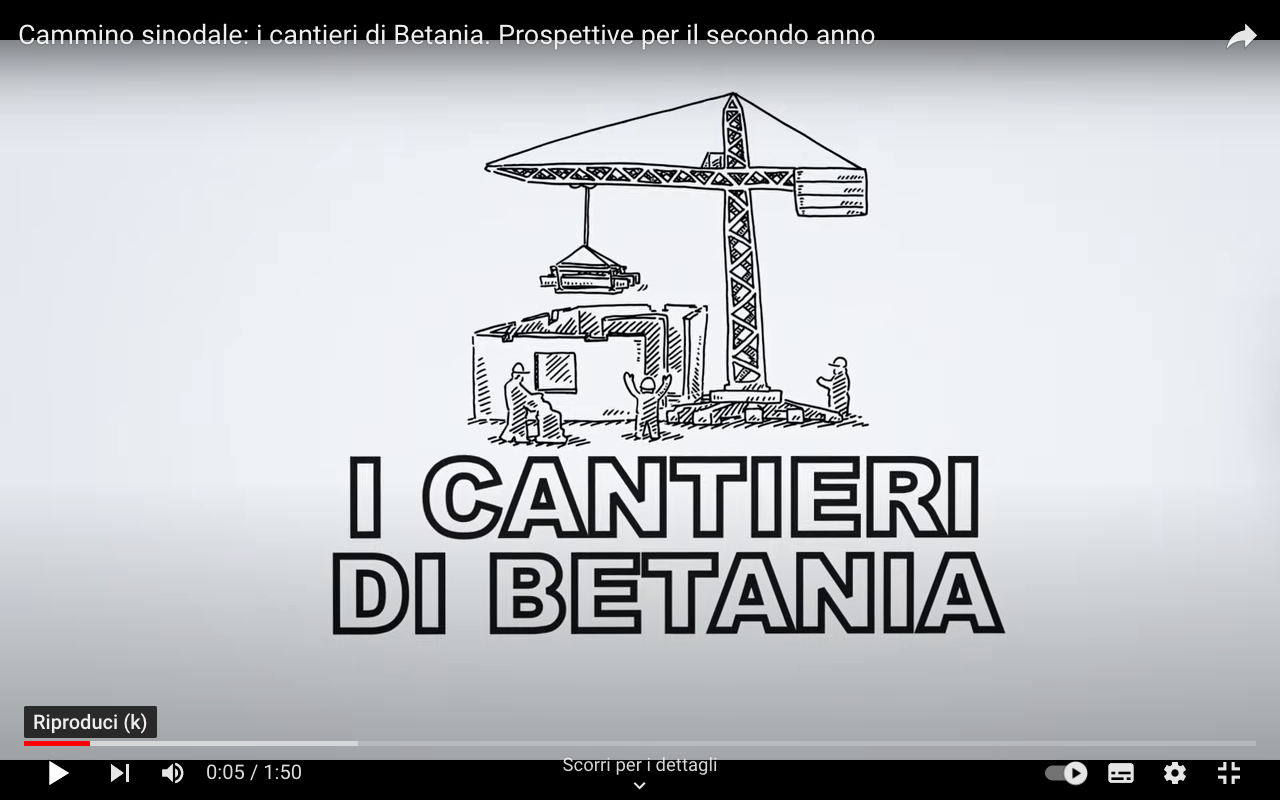 Cammino sinodale: i cantieri di Betania. Prospettive per il secondo anno
I CANTIERI
DI BETANIA
Riproduci (k)
0:05 / 1:50
Scorri per i dettagli